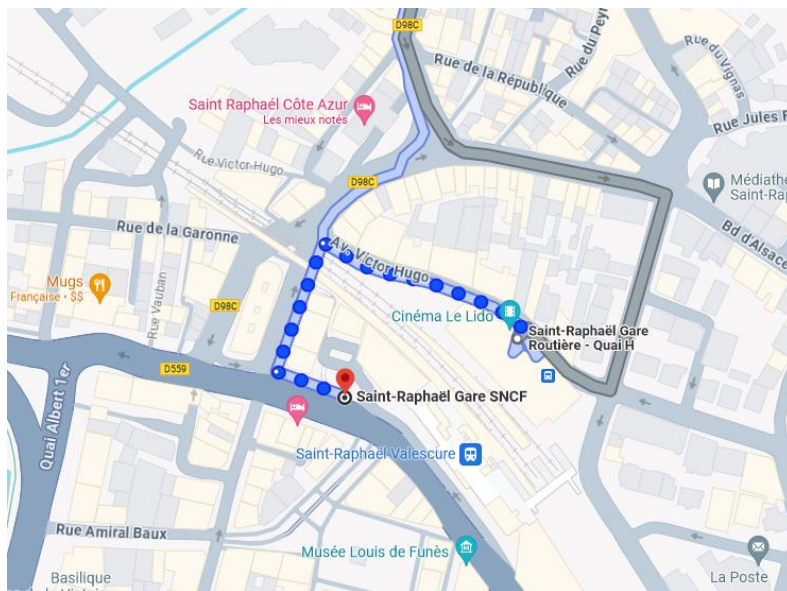 D98C
Rue du Peyr
Rue du Vignas
Rue de la République
Saint Raphaël Côte Azur
Les mieux notés
Rue Jules F
Rue Victor Hugo
D98C
Médiathè
Saint-Rap
Rue de la Garonne
Bd d'Alsace
Av. Victor Hugo
Mugs
Française • $$
Rue Vauban
D98C
Cinéma Le Lido
Saint-Raphaël Gare
Routière - Quai H
D559
Quai Albert 1er
Saint-Raphaël Gare SNCF
Saint-Raphaël Valescure
Rue Amiral Baux
Musée Louis de Funès
La Poste
Basilique